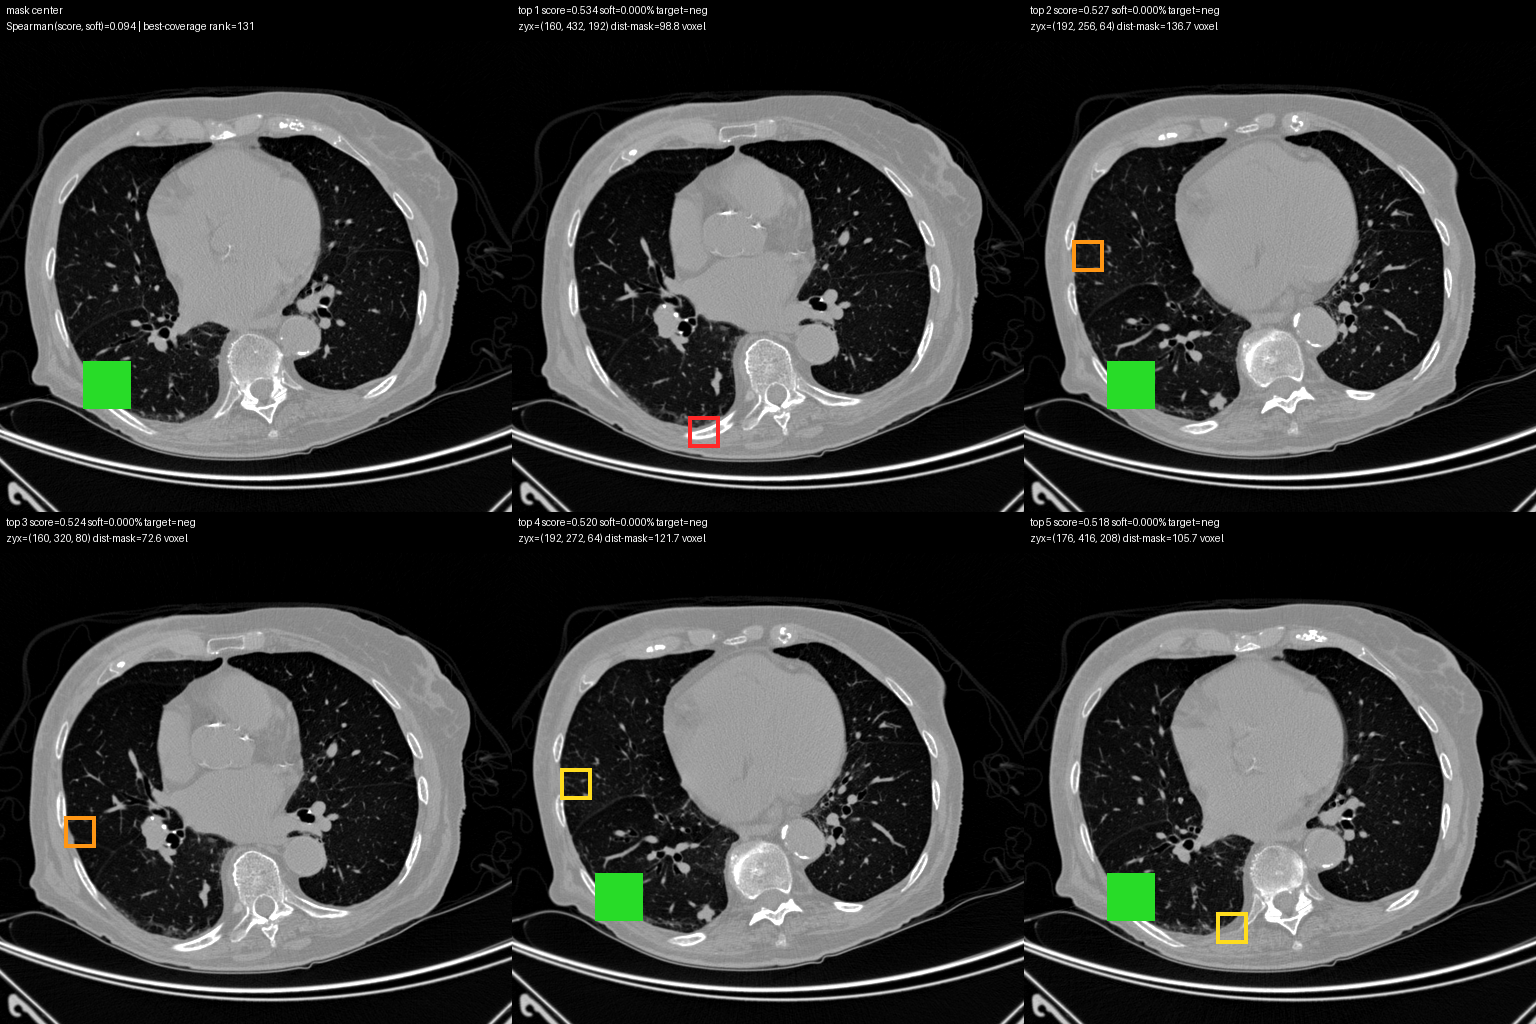 mask center
Spearman(score, soft)=0.094 | best-coverage rank=131
top 1 score=0.534 soft=0.000% target=neg
zyx=(160, 432, 192) dist-mask=98.8 voxel
top 2 score=0.527 soft=0.000% target=neg
zyx=(192, 256, 64) dist-mask=136.7 voxel
top 3 score=0.524 soft=0.000% target=neg
zyx=(160, 320, 80) dist-mask=72.6 voxel
top 4 score=0.520 soft=0.000% target=neg
zyx=(192, 272, 64) dist-mask=121.7 voxel
top 5 score=0.518 soft=0.000% target=neg
zyx=(176, 416, 208) dist-mask=105.7 voxel